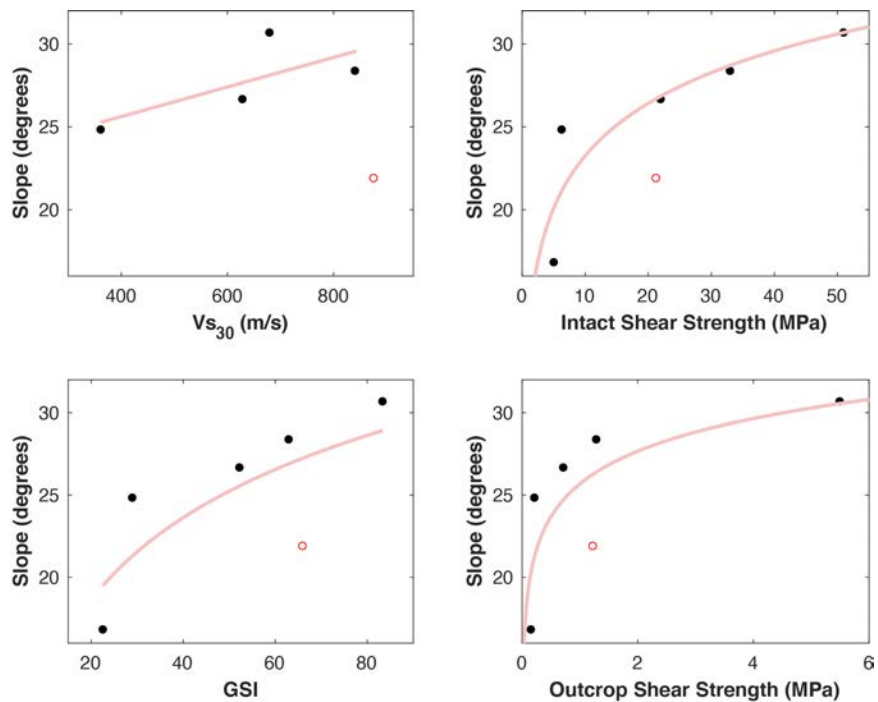 30
25
20
Slope (degrees)
400 600 800
Vs30 (m/s)
30
25
20
Slope (degrees)
0 10 20 30 40 50
Intact Shear Strength (MPa)
30
25
20
Slope (degrees)
20 40 60 80
GSI
30
25
20
Slope (degrees)
0 2 4 6
Outcrop Shear Strength (MPa)